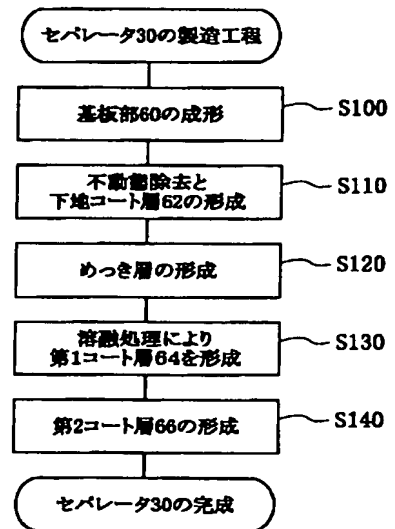 セパレータ30の製造工程
基板部60の成形
S100
不動態除去と
下地コート層62の形成
S110
めっき層の形成
S120
溶融処理により
第1コート層64を形成
S130
第2コート層66の形成
S140
セパレータ30の完成